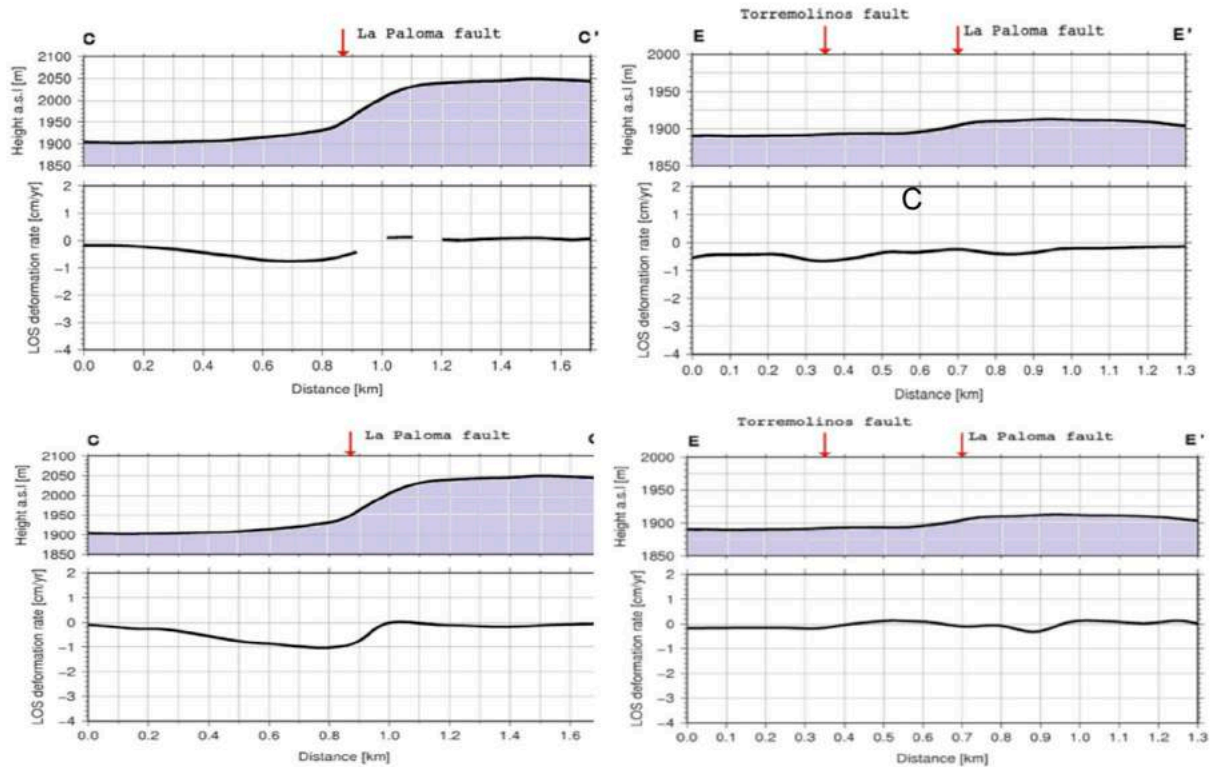 C La Paloma fault C'
Height a.s.l [m]
2100
2050
2000
1950
1900
1850
LOS deformation rate [cm/yr]
2
1
0
−1
−2
−3
−4
0.0 0.2 0.4 0.6 0.8 1.0 1.2 1.4 1.6
Distance [km]
Torremolinos fault
E La Paloma fault E'
Height a.s.l [m]
2000
1950
1900
1850
C
LOS deformation rate [cm/yr]
2
1
0
−1
−2
−3
−4
0.0 0.1 0.2 0.3 0.4 0.5 0.6 0.7 0.8 0.9 1.0 1.1 1.2 1.3
Distance [km]
C La Paloma fault C
Height a.s.l [m]
2100
2050
2000
1950
1900
1850
LOS deformation rate [cm/yr]
2
1
0
−1
−2
−3
−4
0.0 0.2 0.4 0.6 0.8 1.0 1.2 1.4 1.6
Distance [km]
Torremolinos fault
E La Paloma fault E'
Height a.s.l [m]
2000
1950
1900
1850
LOS deformation rate [cm/yr]
2
1
0
−1
−2
−3
−4
0.0 0.1 0.2 0.3 0.4 0.5 0.6 0.7 0.8 0.9 1.0 1.1 1.2 1.3
Distance [km]